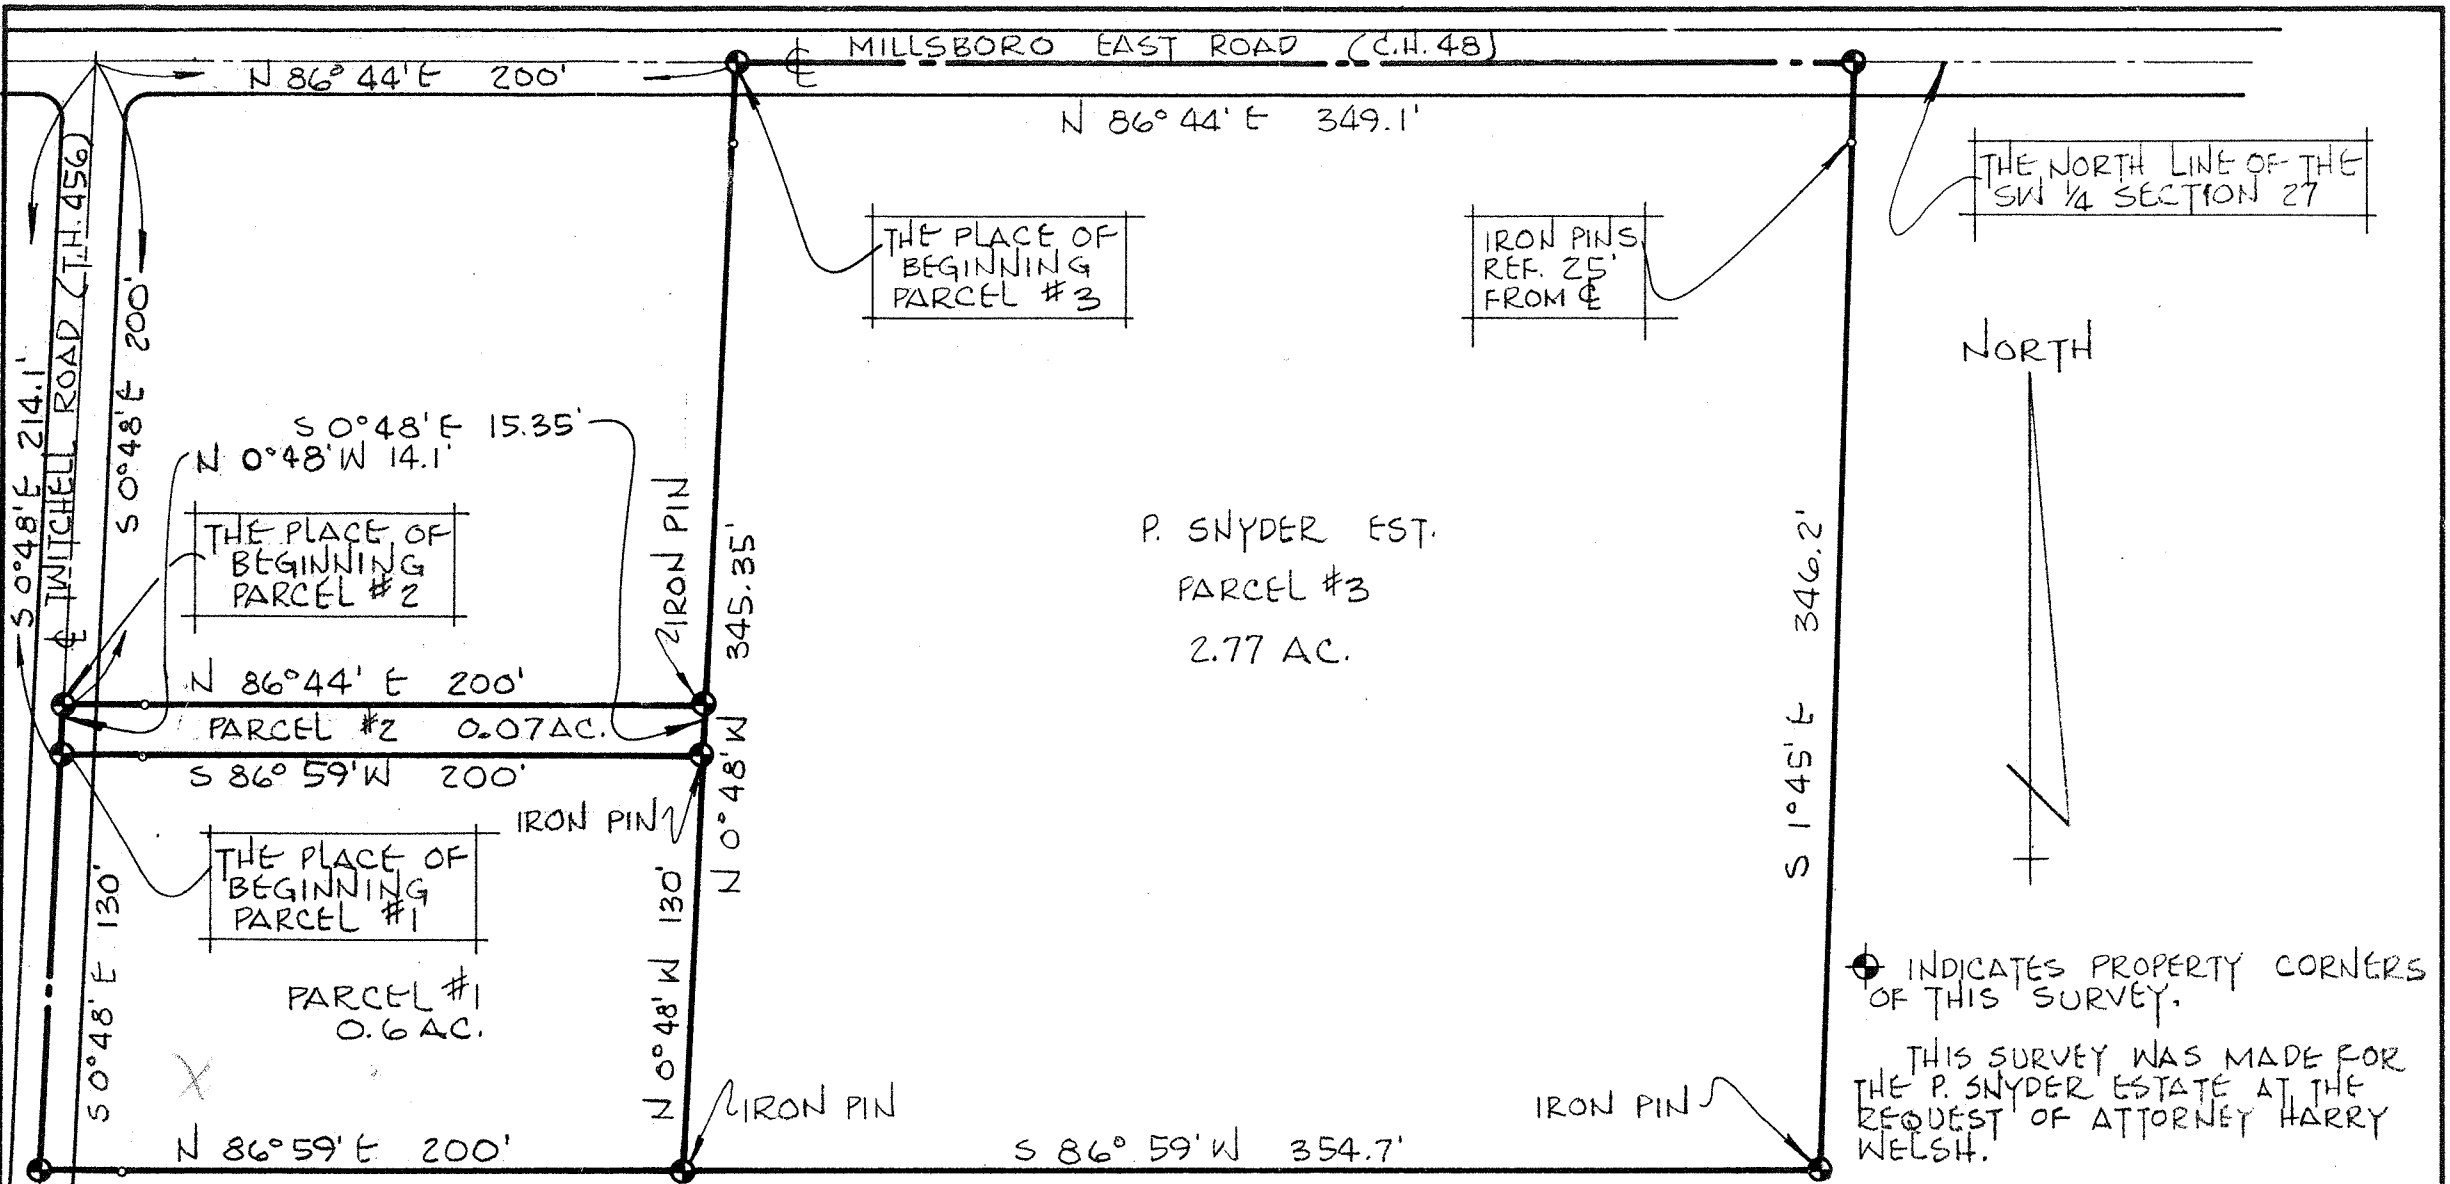 MILLSBORO EAST ROAD (C.H. 48)
N 86° 44' E 200'
℄
N 86° 44' E 349.1'
THE NORTH LINE OF THE
SW ¼ SECTION 27
THE PLACE OF
BEGINNING
PARCEL #3
IRON PINS
REF. 25'
FROM ℄
NORTH
S 0°48' E 214.1'
℄ TWITCHELL ROAD (T.H. 456)
S 0°48' E 200'
S 0°48' E 15.35'
N 0°48' W 14.1'
THE PLACE OF
BEGINNING
PARCEL #2
IRON PIN
N 0°48' W 345.35'
P. SNYDER EST.
PARCEL #3
2.77 AC.
S 1°45' E 346.2'
N 86°44' E 200'
PARCEL #2 0.07 AC.
S 86° 59' W 200'
IRON PIN
THE PLACE OF
BEGINNING
PARCEL #1
PARCEL #1
0.6 AC.
S 0°48' E 130'
N 0°48' W 130'
IRON PIN
IRON PIN
N 86°59' E 200'
S 86° 59' W 354.7'
INDICATES PROPERTY CORNERS
OF THIS SURVEY.
THIS SURVEY WAS MADE FOR
THE P. SNYDER ESTATE AT THE
REQUEST OF ATTORNEY HARRY
WELSH.
X